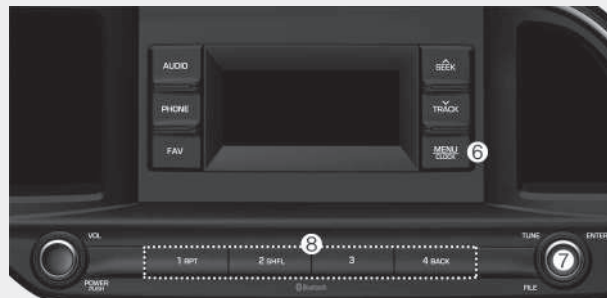 AUDIO
SEEK
PHONE
TRACK
FAV
MENU
CLOCK
6
VOL
8
TUNE
ENTER
1 RPT
2 SHFL
3
4 BACK
7
POWER
PUSH
Bluetooth
FILE